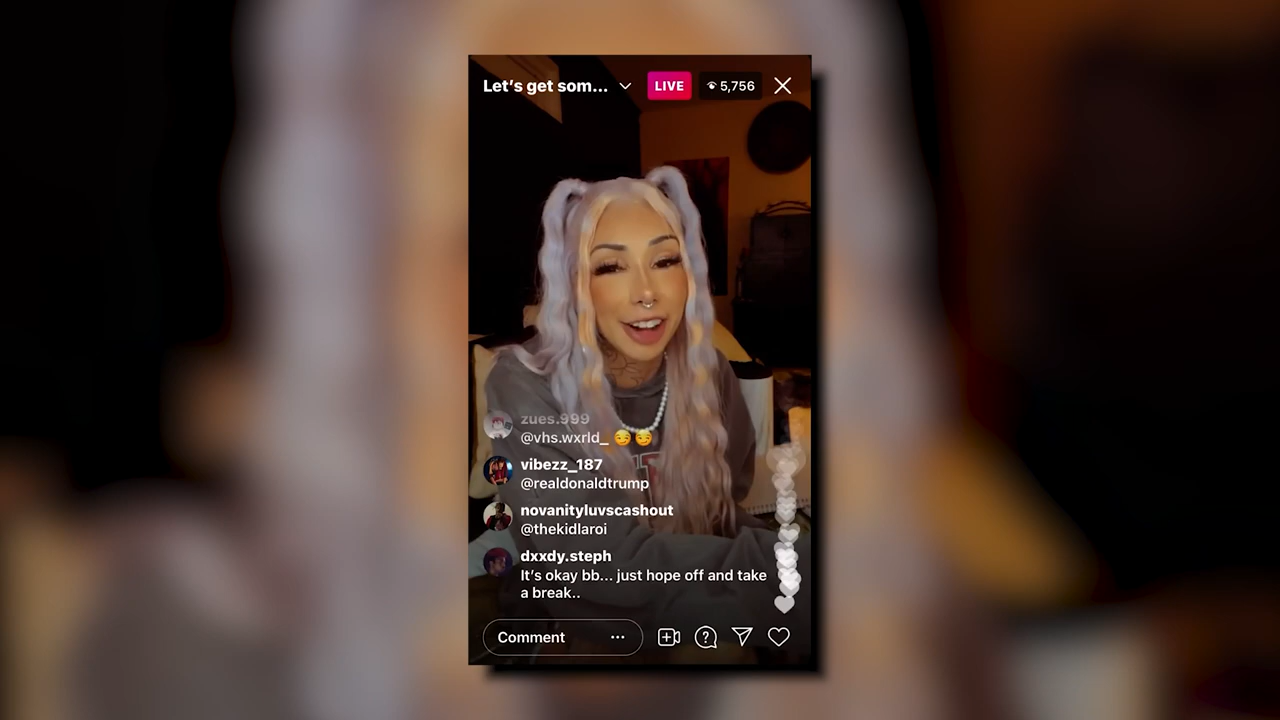 Let's get som...
LIVE
5,756
zues.999
@vhs.wxrld_ 😏 😏
vibezz_187
@realdonaldtrump
novanityluvscashout
@thekidlaroi
dxxdy.steph
It's okay bb... just hope off and take
a break..
Comment